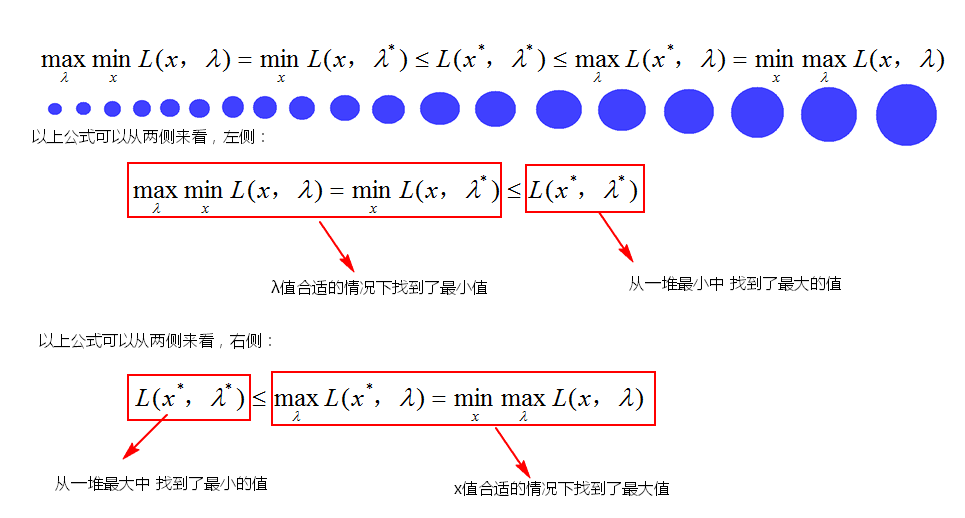 max min L(x，λ) = min L(x，λ*) ≤ L(x*，λ*) ≤ max L(x*，λ) = min max L(x，λ)
λ x x λ x λ
以上公式可以从两侧来看，左侧：
max min L(x，λ) = min L(x，λ*) ≤ L(x*，λ*)
λ x x
λ值合适的情况下找到了最小值
从一堆最小中 找到了最大的值
以上公式可以从两侧来看，右侧：
L(x*，λ*) ≤ max L(x*，λ) = min max L(x，λ)
λ x λ
从一堆最大中 找到了最小的值
x值合适的情况下找到了最大值